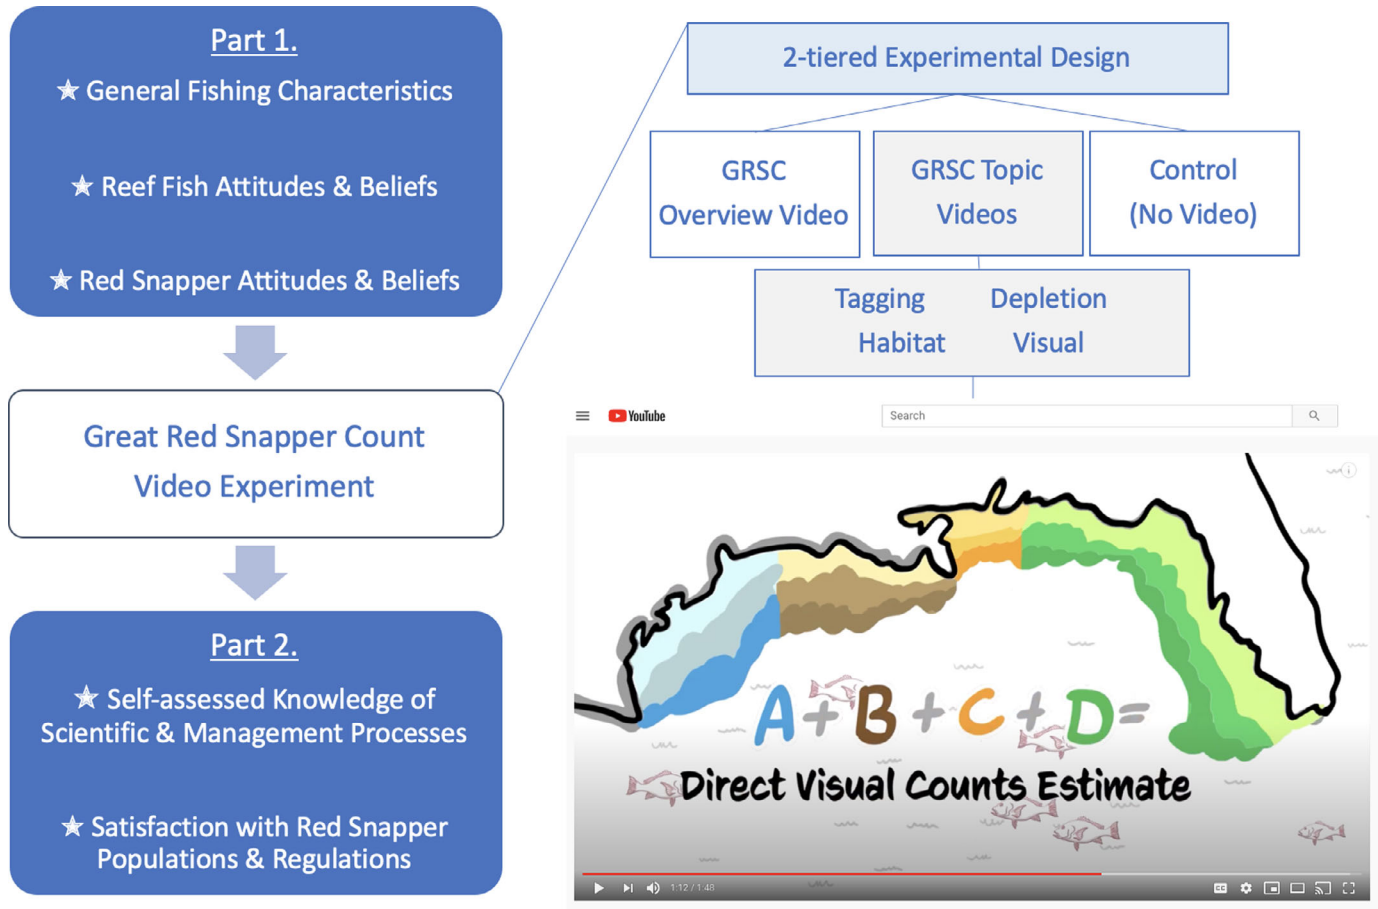 Part 1.
✯ General Fishing Characteristics
✯ Reef Fish Attitudes & Beliefs
✯ Red Snapper Attitudes & Beliefs
Great Red Snapper Count
Video Experiment
Part 2.
✯ Self-assessed Knowledge of
Scientific & Management Processes
✯ Satisfaction with Red Snapper
Populations & Regulations
2-tiered Experimental Design
GRSC
Overview Video
GRSC Topic
Videos
Control
(No Video)
Tagging Depletion
Habitat Visual
YouTube
Search
A+B+C+D=
Direct Visual Counts Estimate
1:12 / 1:48
CC